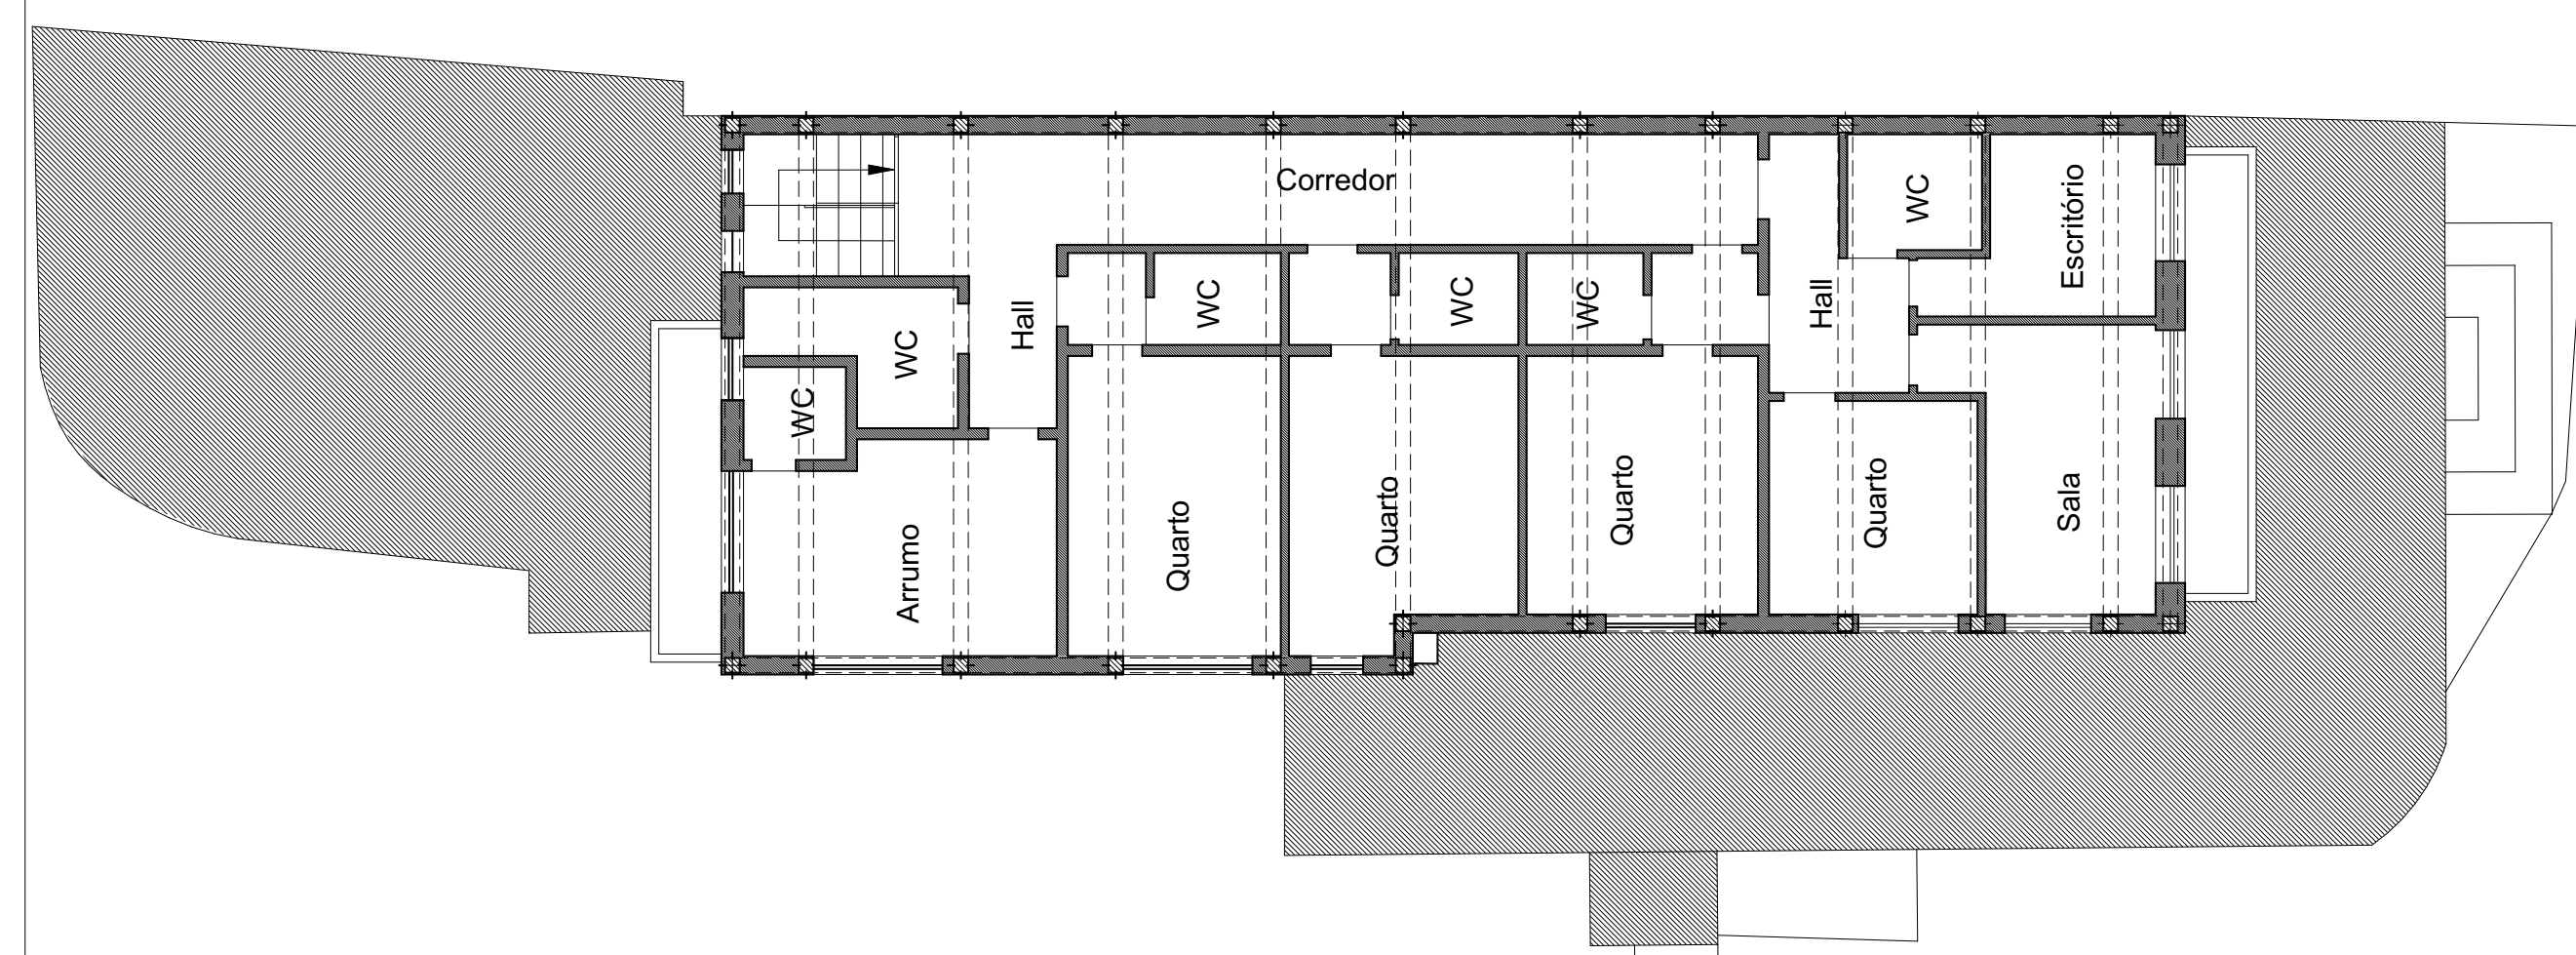 Corredor
WC
Escritório
Hall
WC
WC
WC
Hall
WC
WC
Arrumo
Quarto
Quarto
Quarto
Quarto
Sala